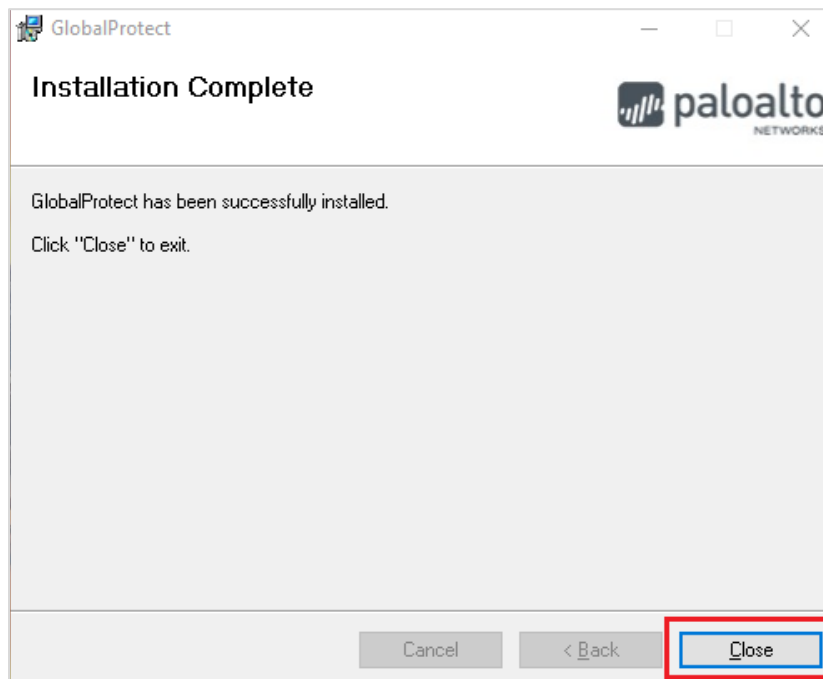 GlobalProtect
Installation Complete
paloalto
NETWORKS
GlobalProtect has been successfully installed.
Click "Close" to exit.
Cancel
< Back
Close